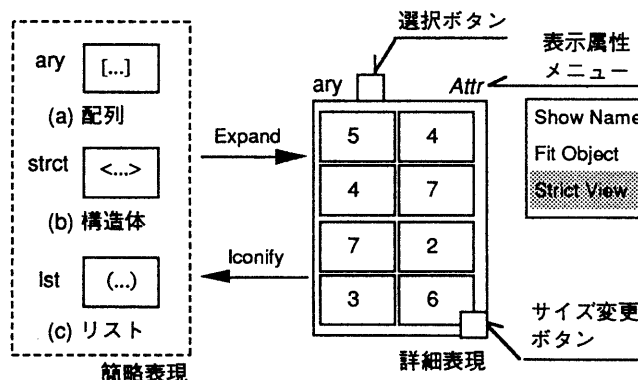 ary
[...]
(a) 配列
strct
<...>
(b) 構造体
lst
(...)
(c) リスト
簡略表現
Expand
Iconify
選択ボタン
表示属性
メニュー
ary
Attr
5 4
4 7
7 2
3 6
詳細表現
Show Name
Fit Object
Strict View
サイズ変更
ボタン